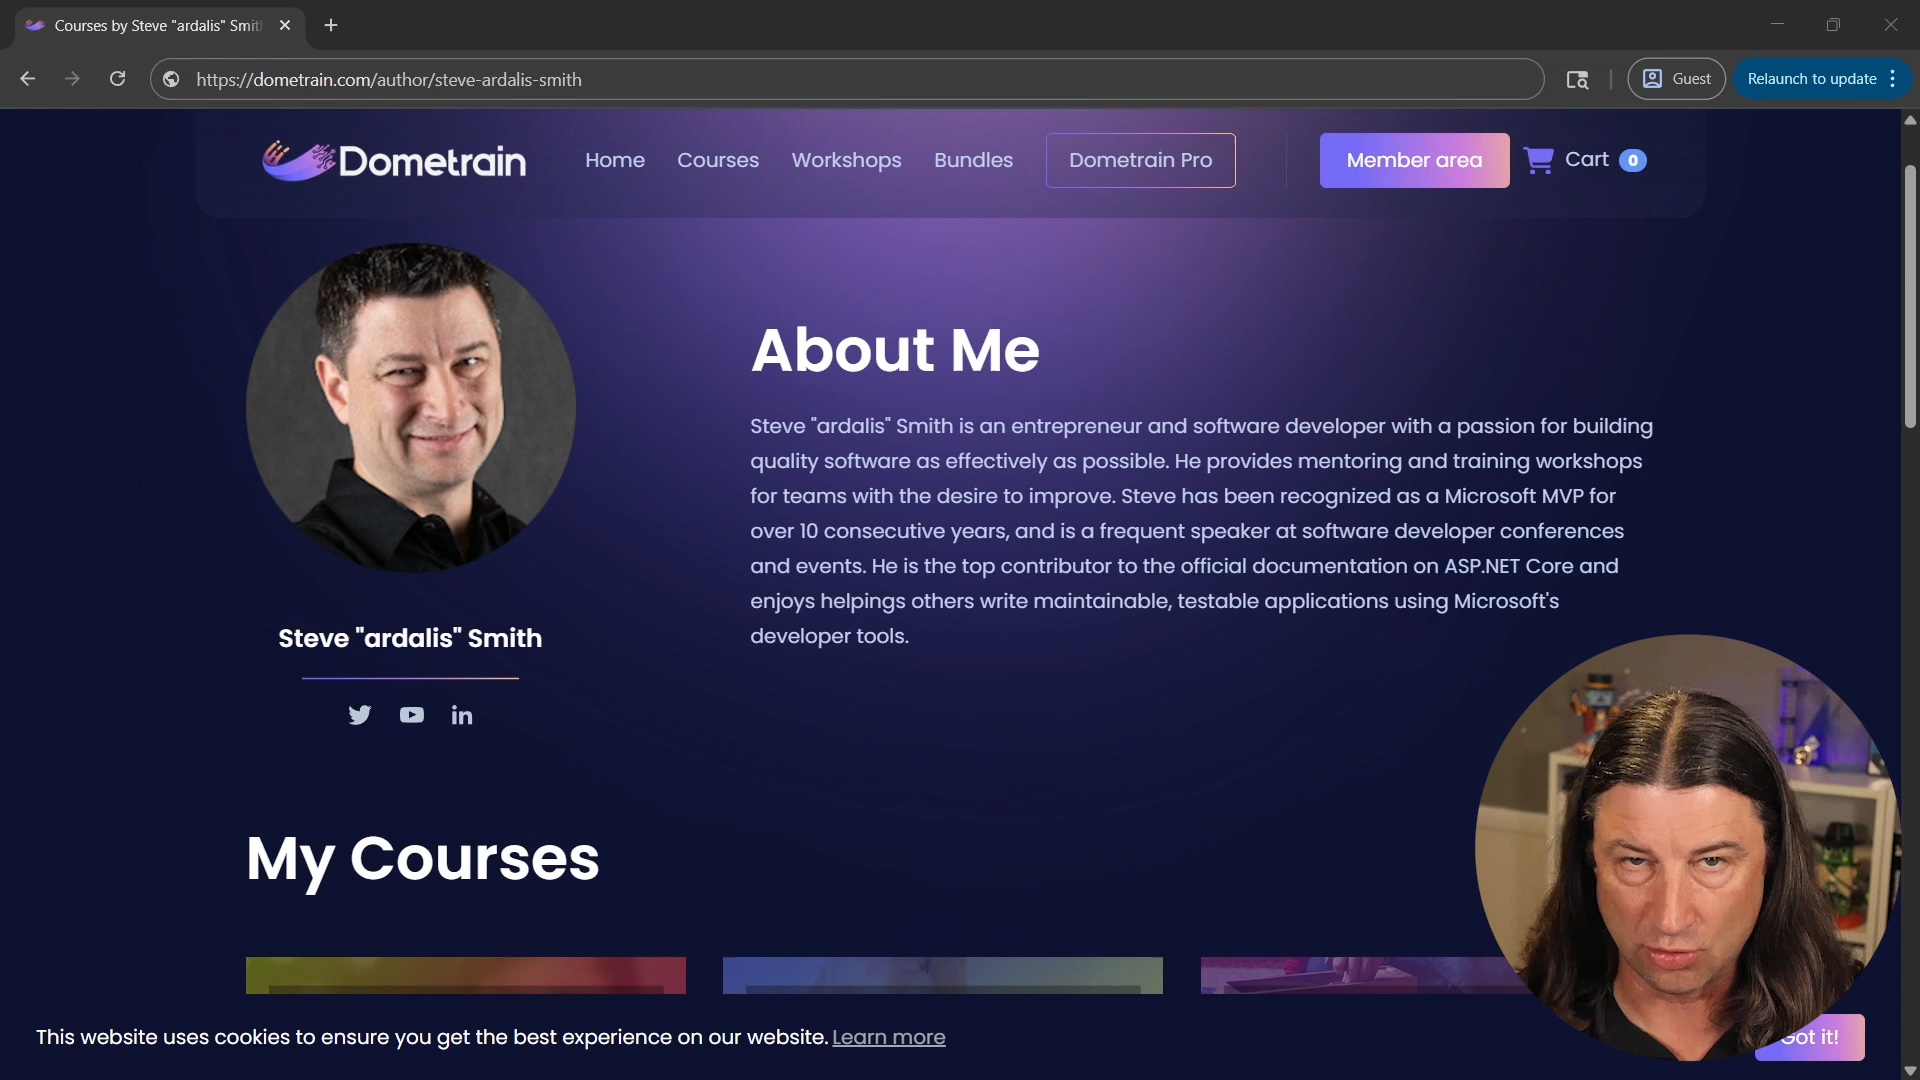 Courses by Steve "ardalis" Smit
https://dometrain.com/author/steve-ardalis-smith
Guest
Relaunch to update
Dometrain
Home
Courses
Workshops
Bundles
Dometrain Pro
Member area
Cart 0
About Me
Steve "ardalis" Smith is an entrepreneur and software developer with a passion for building
quality software as effectively as possible. He provides mentoring and training workshops
for teams with the desire to improve. Steve has been recognized as a Microsoft MVP for
over 10 consecutive years, and is a frequent speaker at software developer conferences
and events. He is the top contributor to the official documentation on ASP.NET Core and
enjoys helpings others write maintainable, testable applications using Microsoft's
developer tools.
Steve "ardalis" Smith
My Courses
This website uses cookies to ensure you get the best experience on our website. Learn more
Got it!